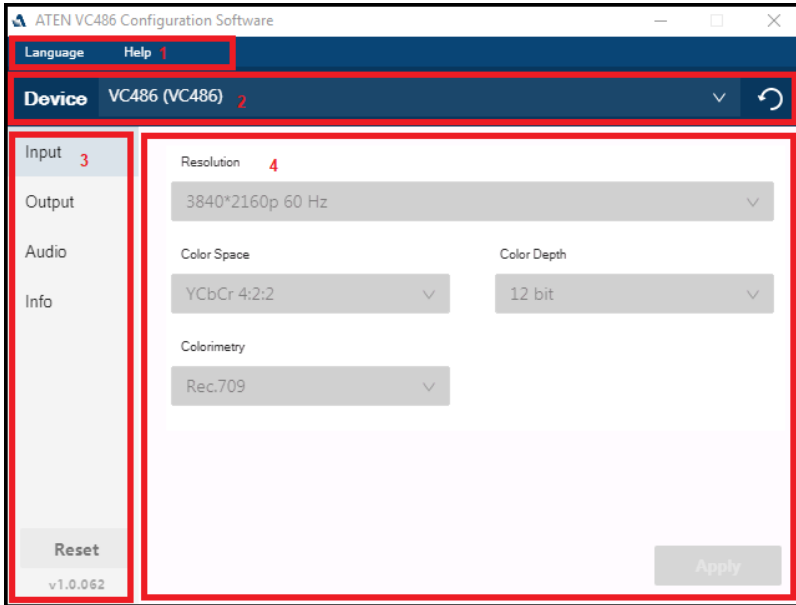 ATEN VC486 Configuration Software
Language Help 1
Device VC486 (VC486) 2
Input 3
Output
Audio
Info
Reset
v1.0.062
Resolution 4
3840*2160p 60 Hz
Color Space Color Depth
YCbCr 4:2:2 12 bit
Colorimetry
Rec.709
Apply